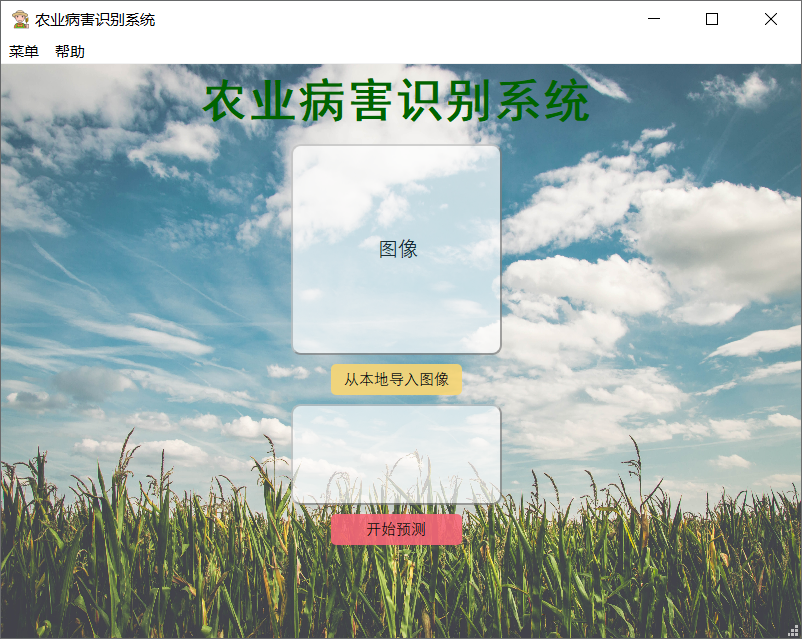 农业病害识别系统
菜单 帮助
农业病害识别系统
图像
从本地导入图像
开始预测